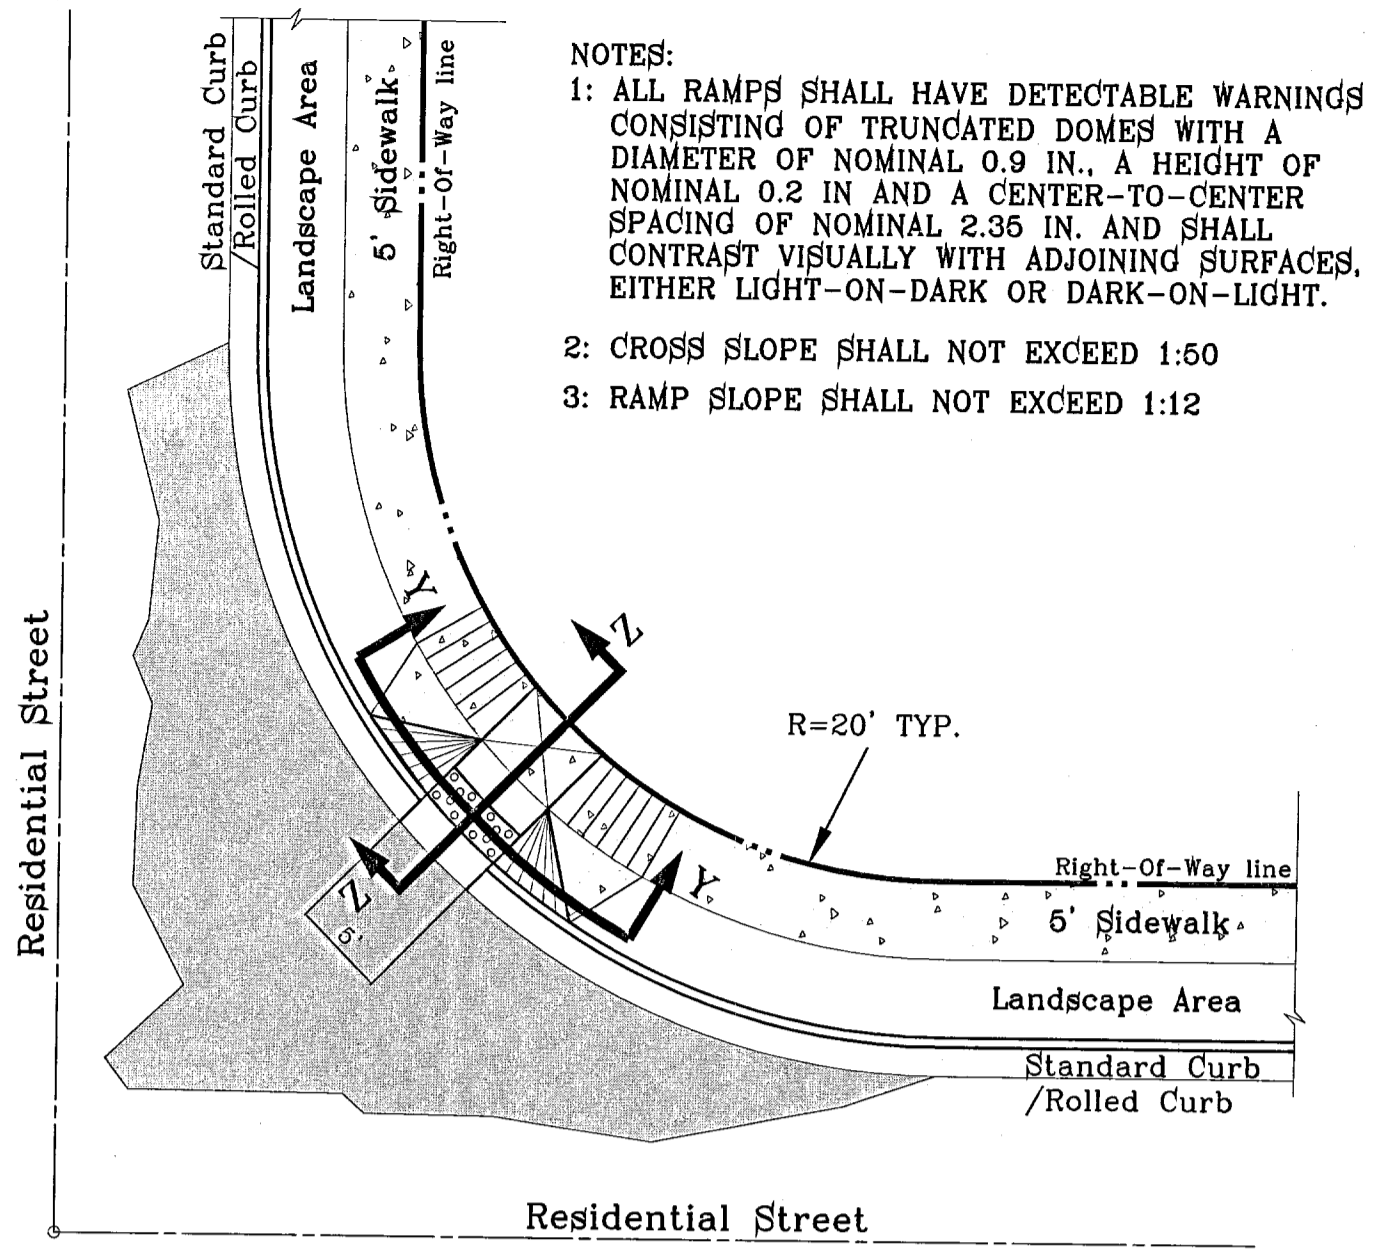 NOTES:
1: ALL RAMPS SHALL HAVE DETECTABLE WARNINGS
CONSISTING OF TRUNCATED DOMES WITH A
DIAMETER OF NOMINAL 0.9 IN., A HEIGHT OF
NOMINAL 0.2 IN AND A CENTER-TO-CENTER
SPACING OF NOMINAL 2.35 IN. AND SHALL
CONTRAST VISUALLY WITH ADJOINING SURFACES,
EITHER LIGHT-ON-DARK OR DARK-ON-LIGHT.
2: CROSS SLOPE SHALL NOT EXCEED 1:50
3: RAMP SLOPE SHALL NOT EXCEED 1:12
Standard Curb
/Rolled Curb
Landscape Area
5' Sidewalk
Right-Of-Way line
Y
Z
R=20' TYP.
Residential Street
Z
5'
Y
Right-Of-Way line
5' Sidewalk
Landscape Area
Standard Curb
/Rolled Curb
Residential Street